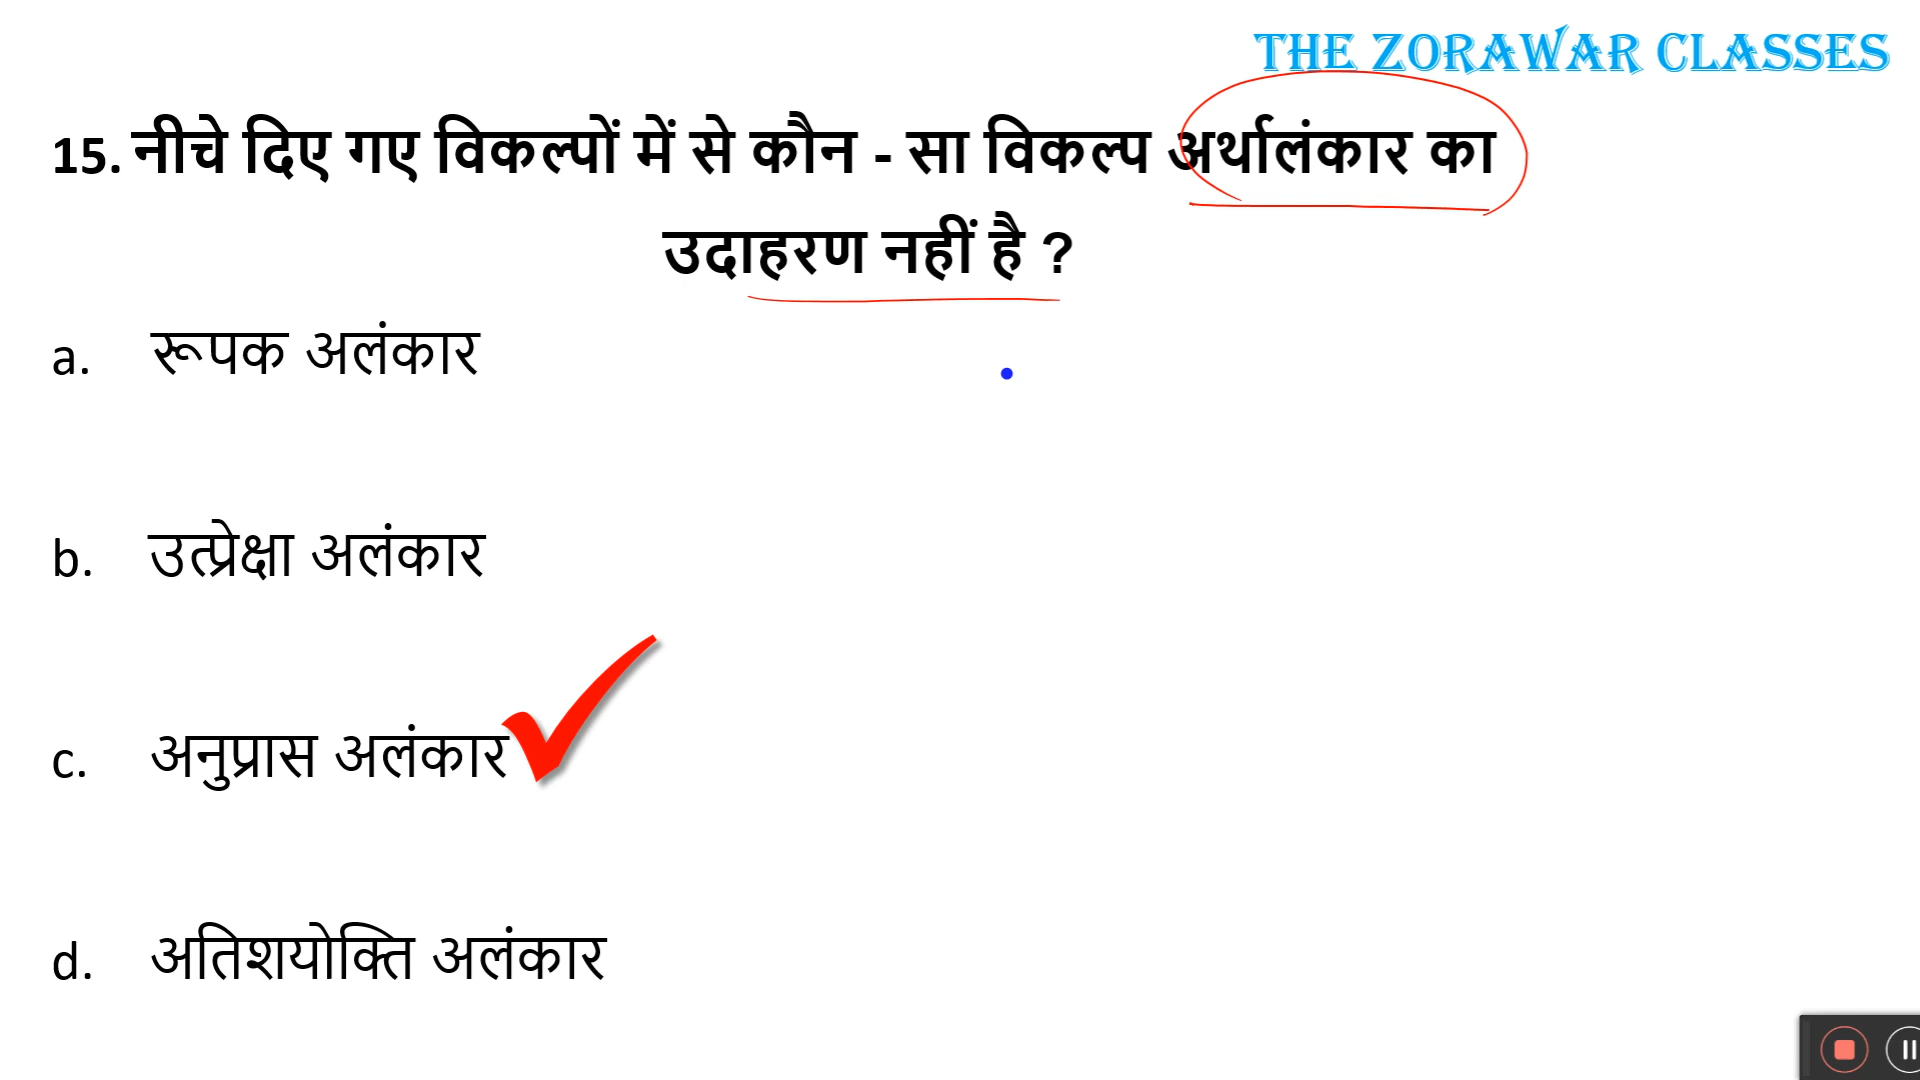 THE ZORAWAR CLASSES
15. नीचे दिए गए विकल्पों में से कौन - सा विकल्प अर्थालंकार का
उदाहरण नहीं है ?
a. रूपक अलंकार
b. उत्प्रेक्षा अलंकार
c. अनुप्रास अलंकार
d. अतिशयोक्ति अलंकार